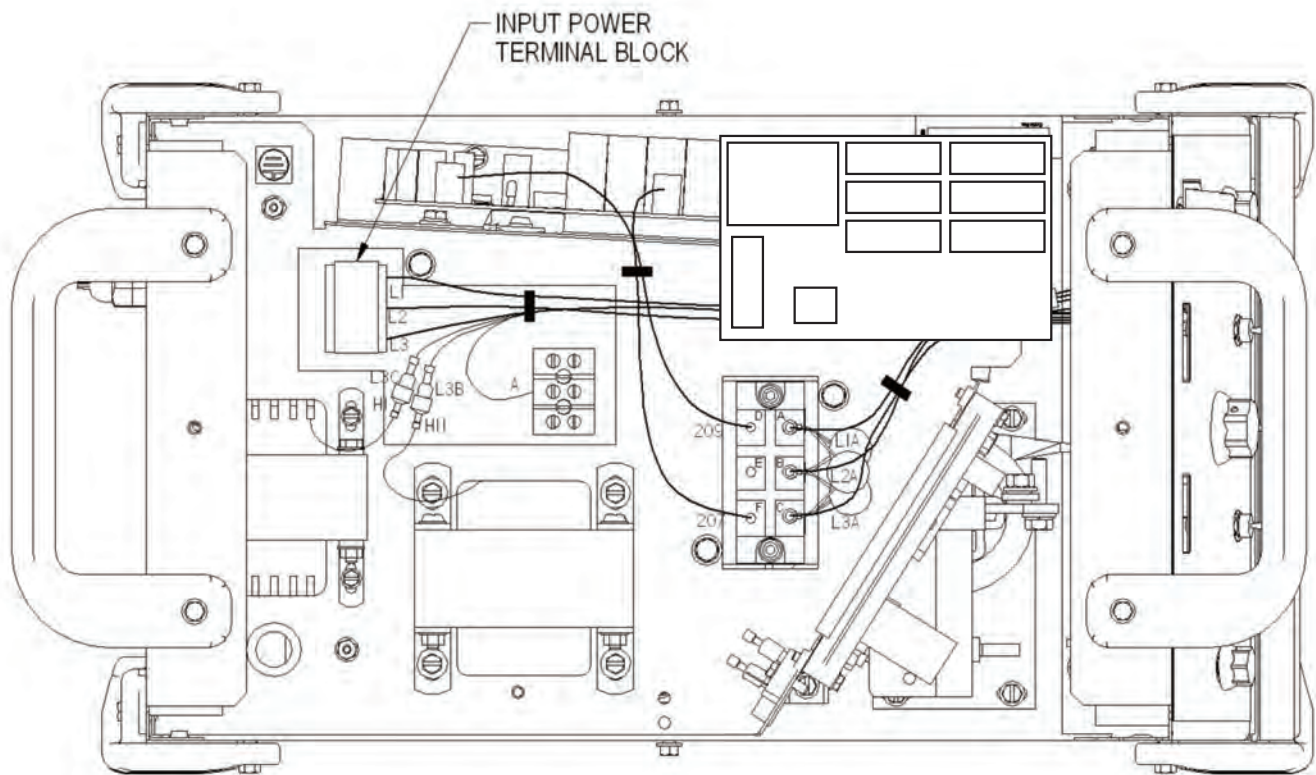 INPUT POWER
TERMINAL BLOCK
L1
L2
L3
L3C
L3B
H1
H11
A
209
D
A
L1A
E
B
L2A
207
F
C
L3A